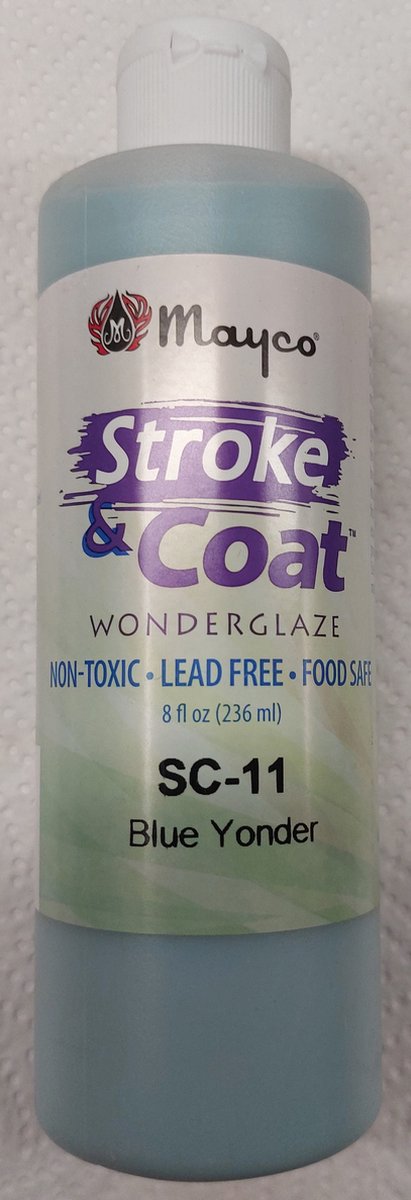 M
Mayco®
Stroke
& Coat™
WONDERGLAZE
NON-TOXIC • LEAD FREE • FOOD SAFE
8 fl oz (236 ml)
SC-11
Blue Yonder